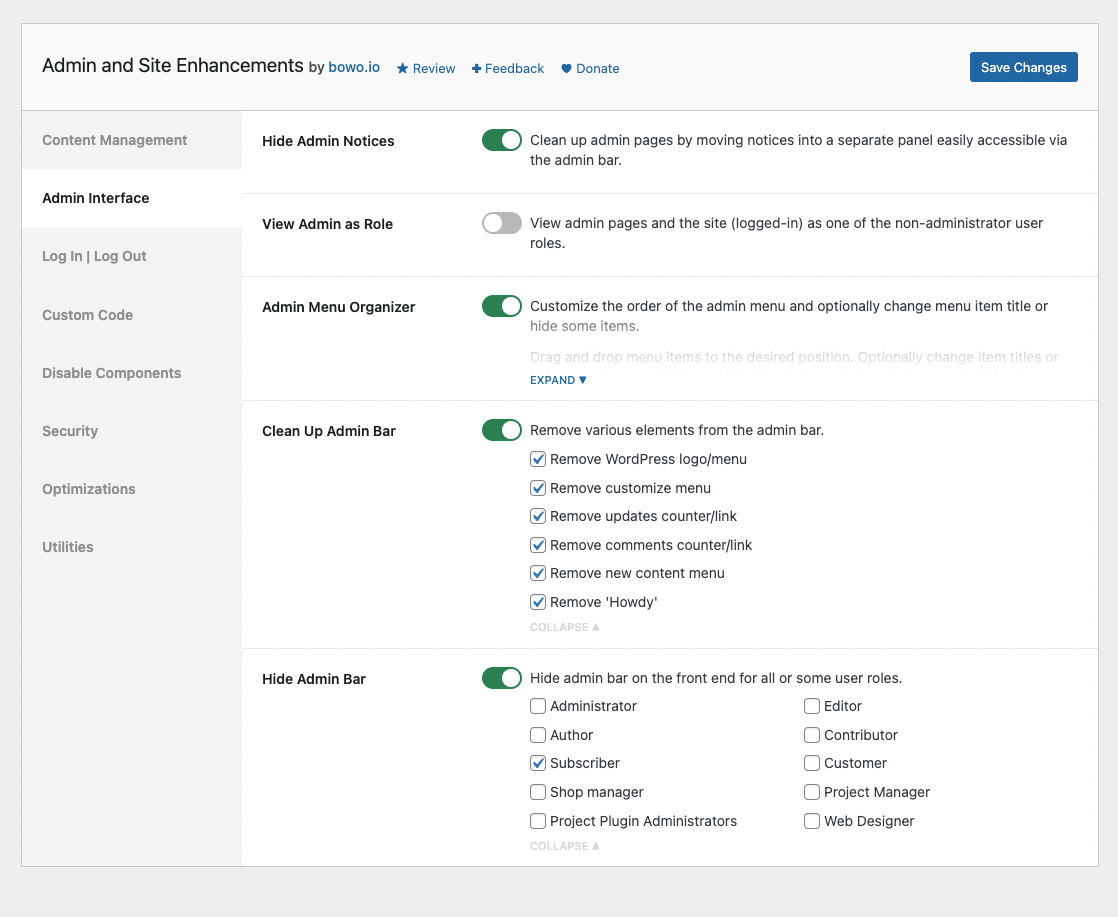 Admin and Site Enhancements by bowo.io Review Feedback Donate
Save Changes
Content Management
Admin Interface
Log In | Log Out
Custom Code
Disable Components
Security
Optimizations
Utilities
Hide Admin Notices
Clean up admin pages by moving notices into a separate panel easily accessible via
the admin bar.
View Admin as Role
View admin pages and the site (logged-in) as one of the non-administrator user
roles.
Admin Menu Organizer
Customize the order of the admin menu and optionally change menu item title or
hide some items.
Drag and drop menu items to the desired position. Optionally change item titles or
EXPAND ▼
Clean Up Admin Bar
Remove various elements from the admin bar.
Remove WordPress logo/menu
Remove customize menu
Remove updates counter/link
Remove comments counter/link
Remove new content menu
Remove 'Howdy'
COLLAPSE ▲
Hide Admin Bar
Hide admin bar on the front end for all or some user roles.
Administrator
Editor
Author
Contributor
Subscriber
Customer
Shop manager
Project Manager
Project Plugin Administrators
Web Designer
COLLAPSE ▲